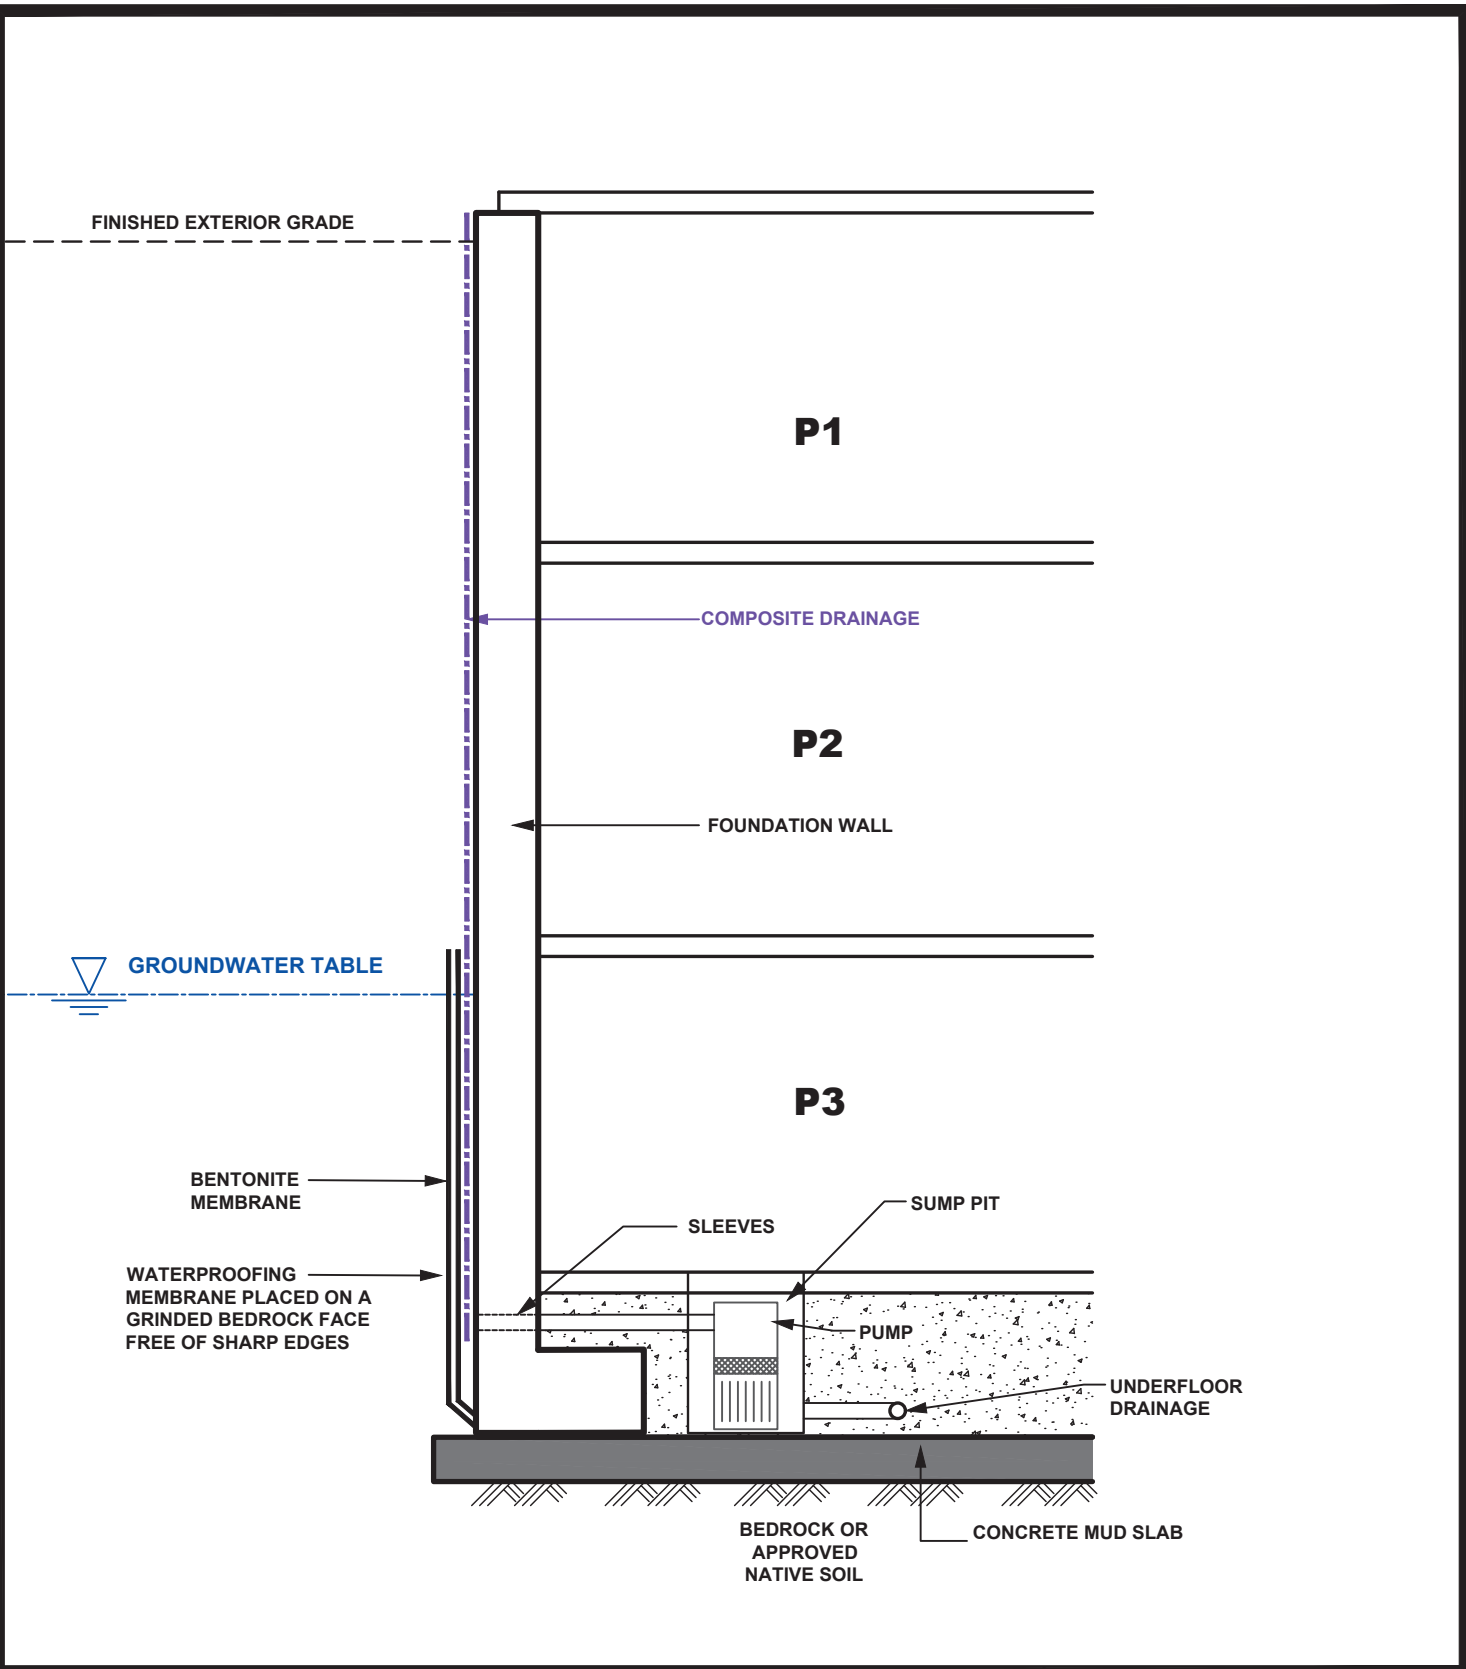 FINISHED EXTERIOR GRADE
P1
COMPOSITE DRAINAGE
P2
FOUNDATION WALL
GROUNDWATER TABLE
P3
BENTONITE
MEMBRANE
SUMP PIT
SLEEVES
WATERPROOFING
MEMBRANE PLACED ON A
GRINDED BEDROCK FACE
FREE OF SHARP EDGES
PUMP
UNDERFLOOR
DRAINAGE
BEDROCK OR
APPROVED
NATIVE SOIL
CONCRETE MUD SLAB